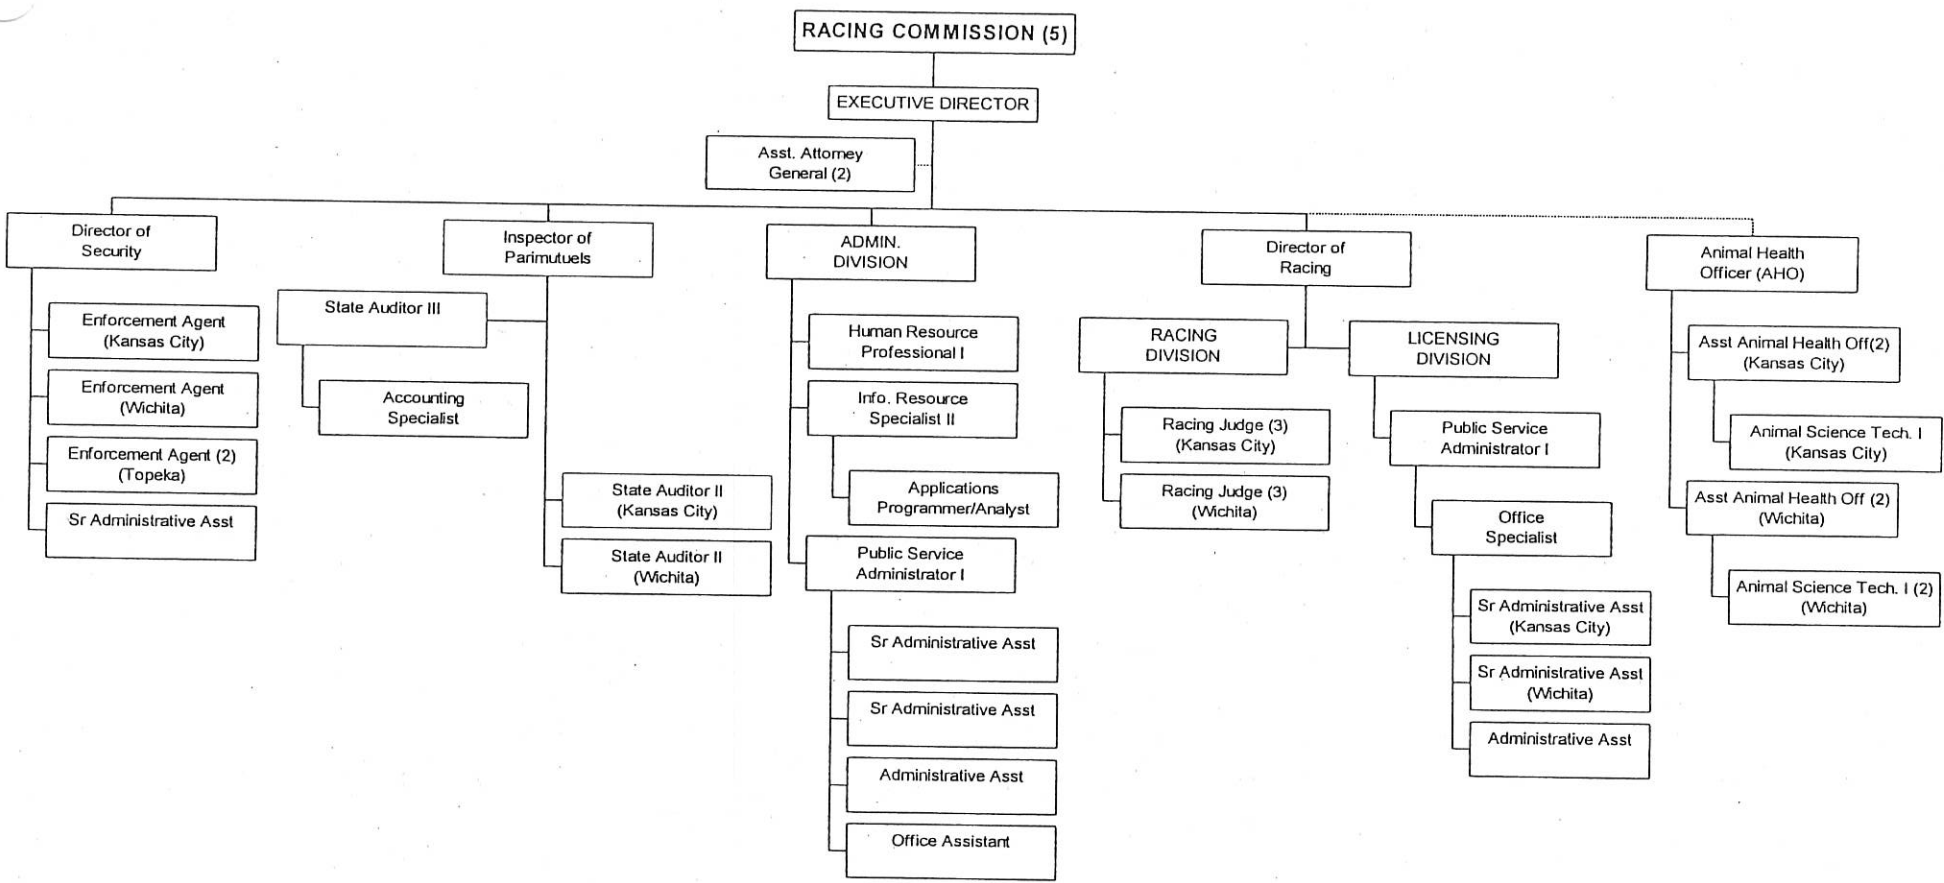 RACING COMMISSION (5)
EXECUTIVE DIRECTOR
Asst. Attorney
General (2)
Director of
Security
Enforcement Agent
(Kansas City)
Enforcement Agent
(Wichita)
Enforcement Agent (2)
(Topeka)
Sr Administrative Asst
Inspector of
Parimutuels
State Auditor III
Accounting
Specialist
State Auditor II
(Kansas City)
State Auditor II
(Wichita)
ADMIN.
DIVISION
Human Resource
Professional I
Info. Resource
Specialist II
Applications
Programmer/Analyst
Public Service
Administrator I
Sr Administrative Asst
Sr Administrative Asst
Administrative Asst
Office Assistant
Director of
Racing
RACING
DIVISION
Racing Judge (3)
(Kansas City)
Racing Judge (3)
(Wichita)
LICENSING
DIVISION
Public Service
Administrator I
Office
Specialist
Sr Administrative Asst
(Kansas City)
Sr Administrative Asst
(Wichita)
Administrative Asst
Animal Health
Officer (AHO)
Asst Animal Health Off(2)
(Kansas City)
Animal Science Tech. I
(Kansas City)
Asst Animal Health Off (2)
(Wichita)
Animal Science Tech. I (2)
(Wichita)